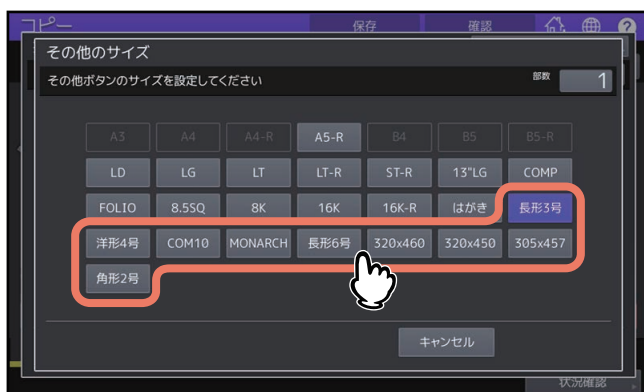 コピー 保存 確認
その他のサイズ
その他ボタンのサイズを設定してください 部数 1
A3 A4 A4-R A5-R B4 B5 B5-R
LD LG LT LT-R ST-R 13"LG COMP
FOLIO 8.5SQ 8K 16K 16K-R はがき 長形3号
洋形4号 COM10 MONARCH 長形6号 320x460 320x450 305x457
角形2号
キャンセル
状況確認